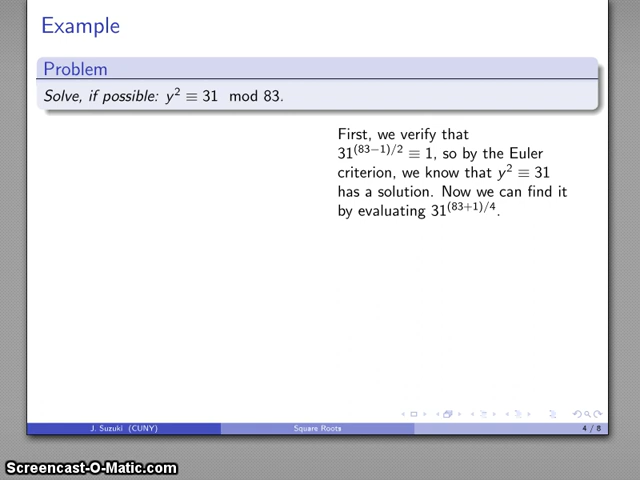 Example
Problem
Solve, if possible: y² ≡ 31 mod 83.
First, we verify that
31^(83−1)/2 ≡ 1, so by the Euler
criterion, we know that y² ≡ 31
has a solution. Now we can find it
by evaluating 31^(83+1)/4.
J. Suzuki (CUNY)
Square Roots
4 / 8
Screencast-O-Matic.com